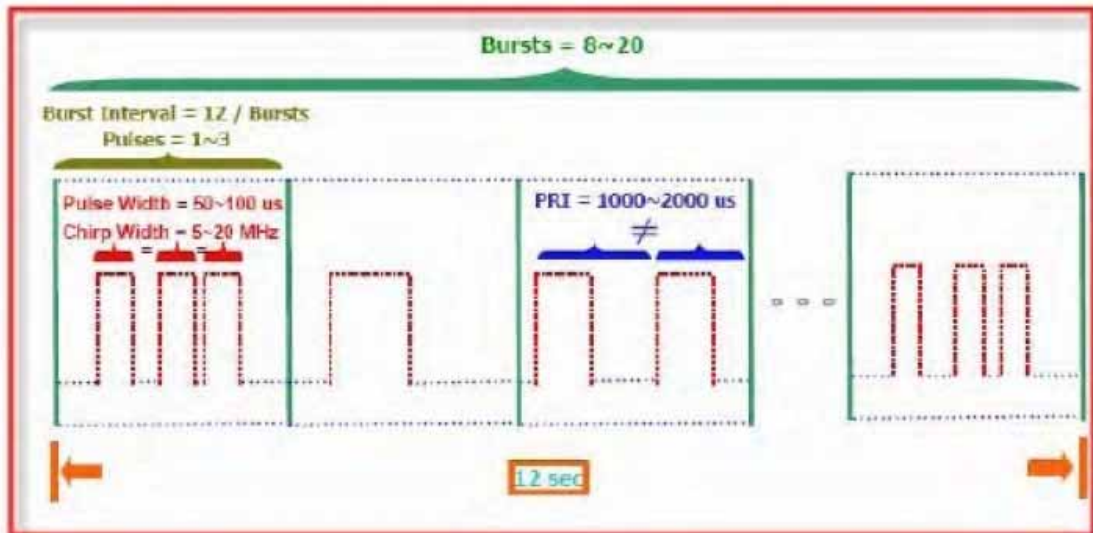 Bursts = 8~20
Burst Interval = 12 / Bursts
Pulses = 1~3
Pulse Width = 50~100 us
Chirp Width = 5~20 MHz
= =
PRI = 1000~2000 us
≠
12 sec